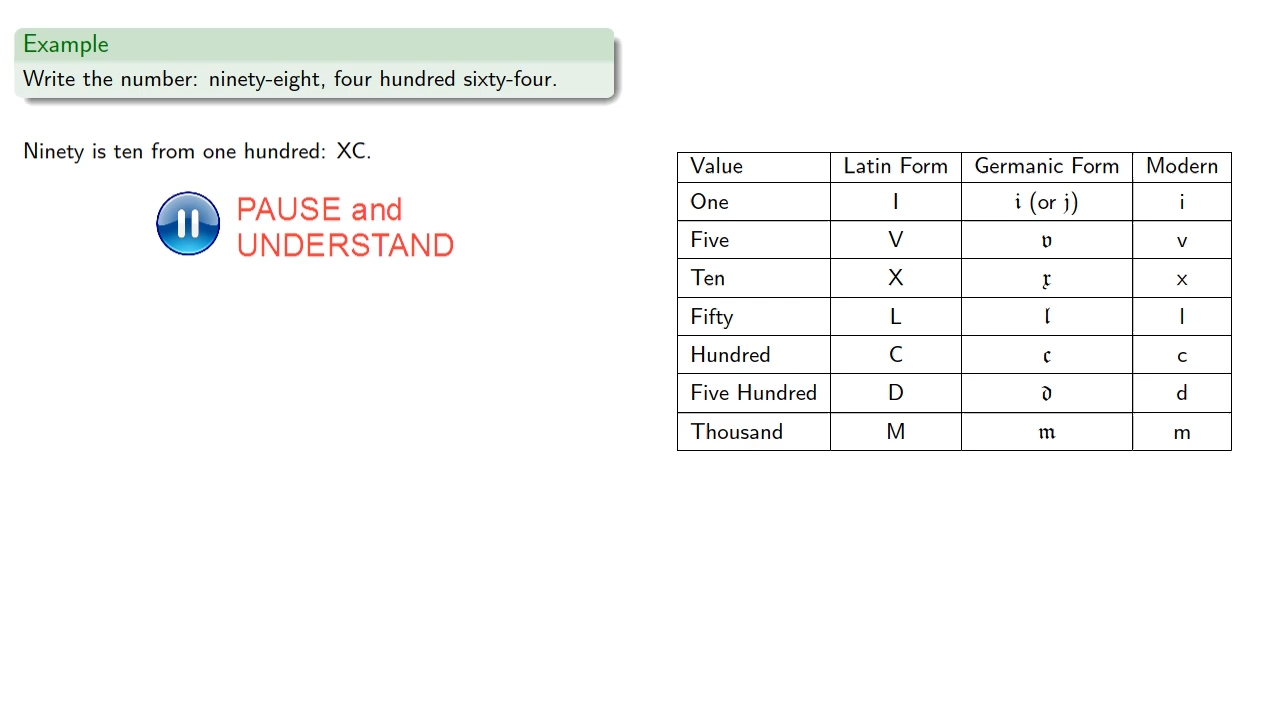 Example
Write the number: ninety-eight, four hundred sixty-four.
Ninety is ten from one hundred: XC.
PAUSE and
UNDERSTAND
Value Latin Form Germanic Form Modern
One I i (or j) i
Five V 𝔳 v
Ten X 𝔵 x
Fifty L 𝔩 l
Hundred C 𝔠 c
Five Hundred D 𝔡 d
Thousand M 𝔪 m